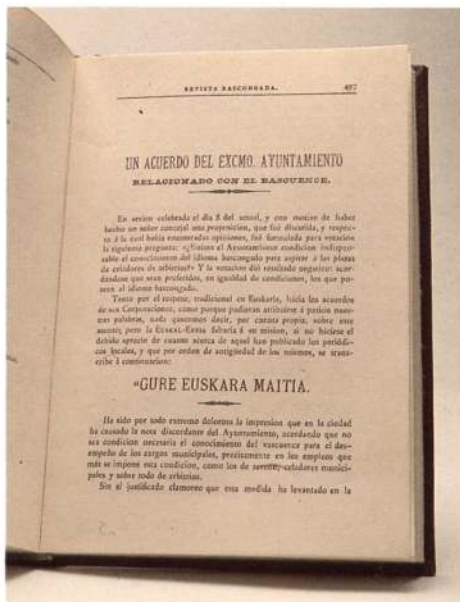 REVISTA BASCONGADA. 497
UN ACUERDO DEL EXCMO. AYUNTAMIENTO
RELACIONADO CON EL BASCUENCE.
En sesion celebrada el día 8 del actual, y con motivo de haber
hecho un señor concejal una proposicion, que fué discutida, y respec-
to á la cual había encontradas opiniones, fué formulada para votacion
la siguiente pregunta: «¿Estima el Ayuntamiento condicion indispen-
sable el conocimiento del idioma bascongado para aspirar á las plazas
de celadores de arbitrios?» Y la votacion dió resultado negativo: acor-
dándose que sean preferidos, en igualdad de condiciones, los que po-
sean el idioma bascongado.
Tanto por el respeto, tradicional en Euskaria, hácia los acuerdos
de sus Corporaciones, como porque pudieran atribuirse á pasion nues-
tras palabras, nada queremos decir, por cuenta propia, sobre este
asunto; pero la EUSKAL-ERRIA faltaría á su mision, si no hiciese el
debido aprecio de cuanto acerca de aquel han publicado los periódi-
cos locales, y que por orden de antigüedad de los mismos, se trans-
cribe á continuacion:
«GURE EUSKARA MAITIA.
Ha sido por todo extremo dolorosa la impresion que en la ciudad
ha causado la nota discordante del Ayuntamiento, acordando que no
sea condicion necesaria el conocimiento del vascuence para el des-
empeño de los cargos municipales, precisamente en los empleos que
más se impone esta condicion, como los de serenos, celadores munici-
pales y sobre todo de arbitrios.
Sin el justificado clamoreo que esta medida ha levantado en la